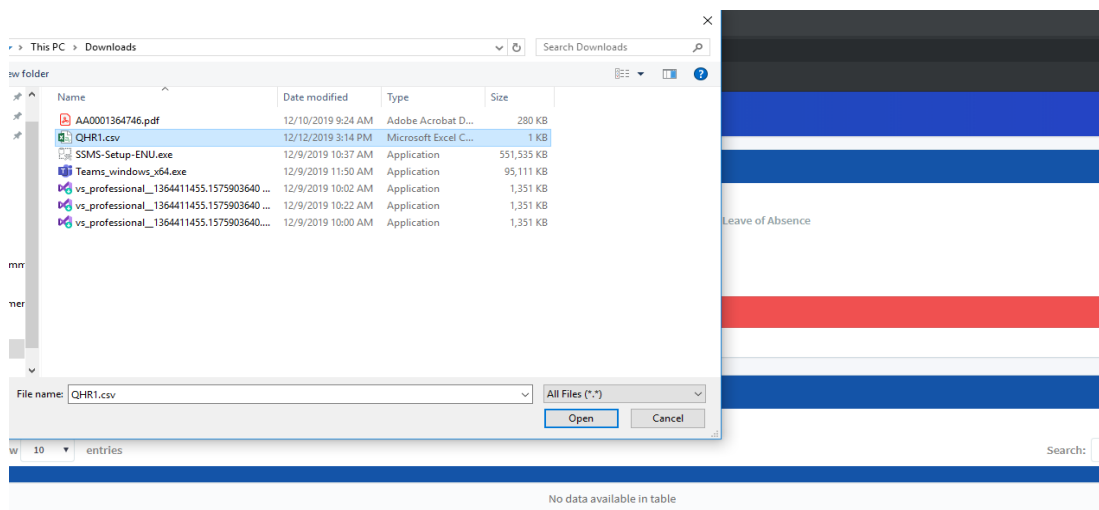 › This PC › Downloads
Search Downloads
ew folder
Name Date modified Type Size
AA0001364746.pdf 12/10/2019 9:24 AM Adobe Acrobat D... 280 KB
QHR1.csv 12/12/2019 3:14 PM Microsoft Excel C... 1 KB
SSMS-Setup-ENU.exe 12/9/2019 10:37 AM Application 551,535 KB
Teams_windows_x64.exe 12/9/2019 11:50 AM Application 95,111 KB
vs_professional__1364411455.1575903640 ... 12/9/2019 10:02 AM Application 1,351 KB
vs_professional__1364411455.1575903640 ... 12/9/2019 10:22 AM Application 1,351 KB
vs_professional__1364411455.1575903640.... 12/9/2019 10:00 AM Application 1,351 KB
Leave of Absence
mm
mer
File name: QHR1.csv All Files (*.*)
Open Cancel
w 10 entries Search:
No data available in table